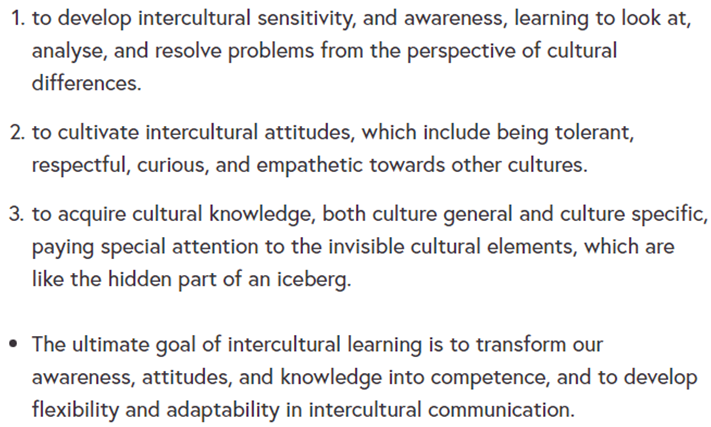 1. to develop intercultural sensitivity, and awareness, learning to look at,
analyse, and resolve problems from the perspective of cultural
differences.
2. to cultivate intercultural attitudes, which include being tolerant,
respectful, curious, and empathetic towards other cultures.
3. to acquire cultural knowledge, both culture general and culture specific,
paying special attention to the invisible cultural elements, which are
like the hidden part of an iceberg.
• The ultimate goal of intercultural learning is to transform our
awareness, attitudes, and knowledge into competence, and to develop
flexibility and adaptability in intercultural communication.